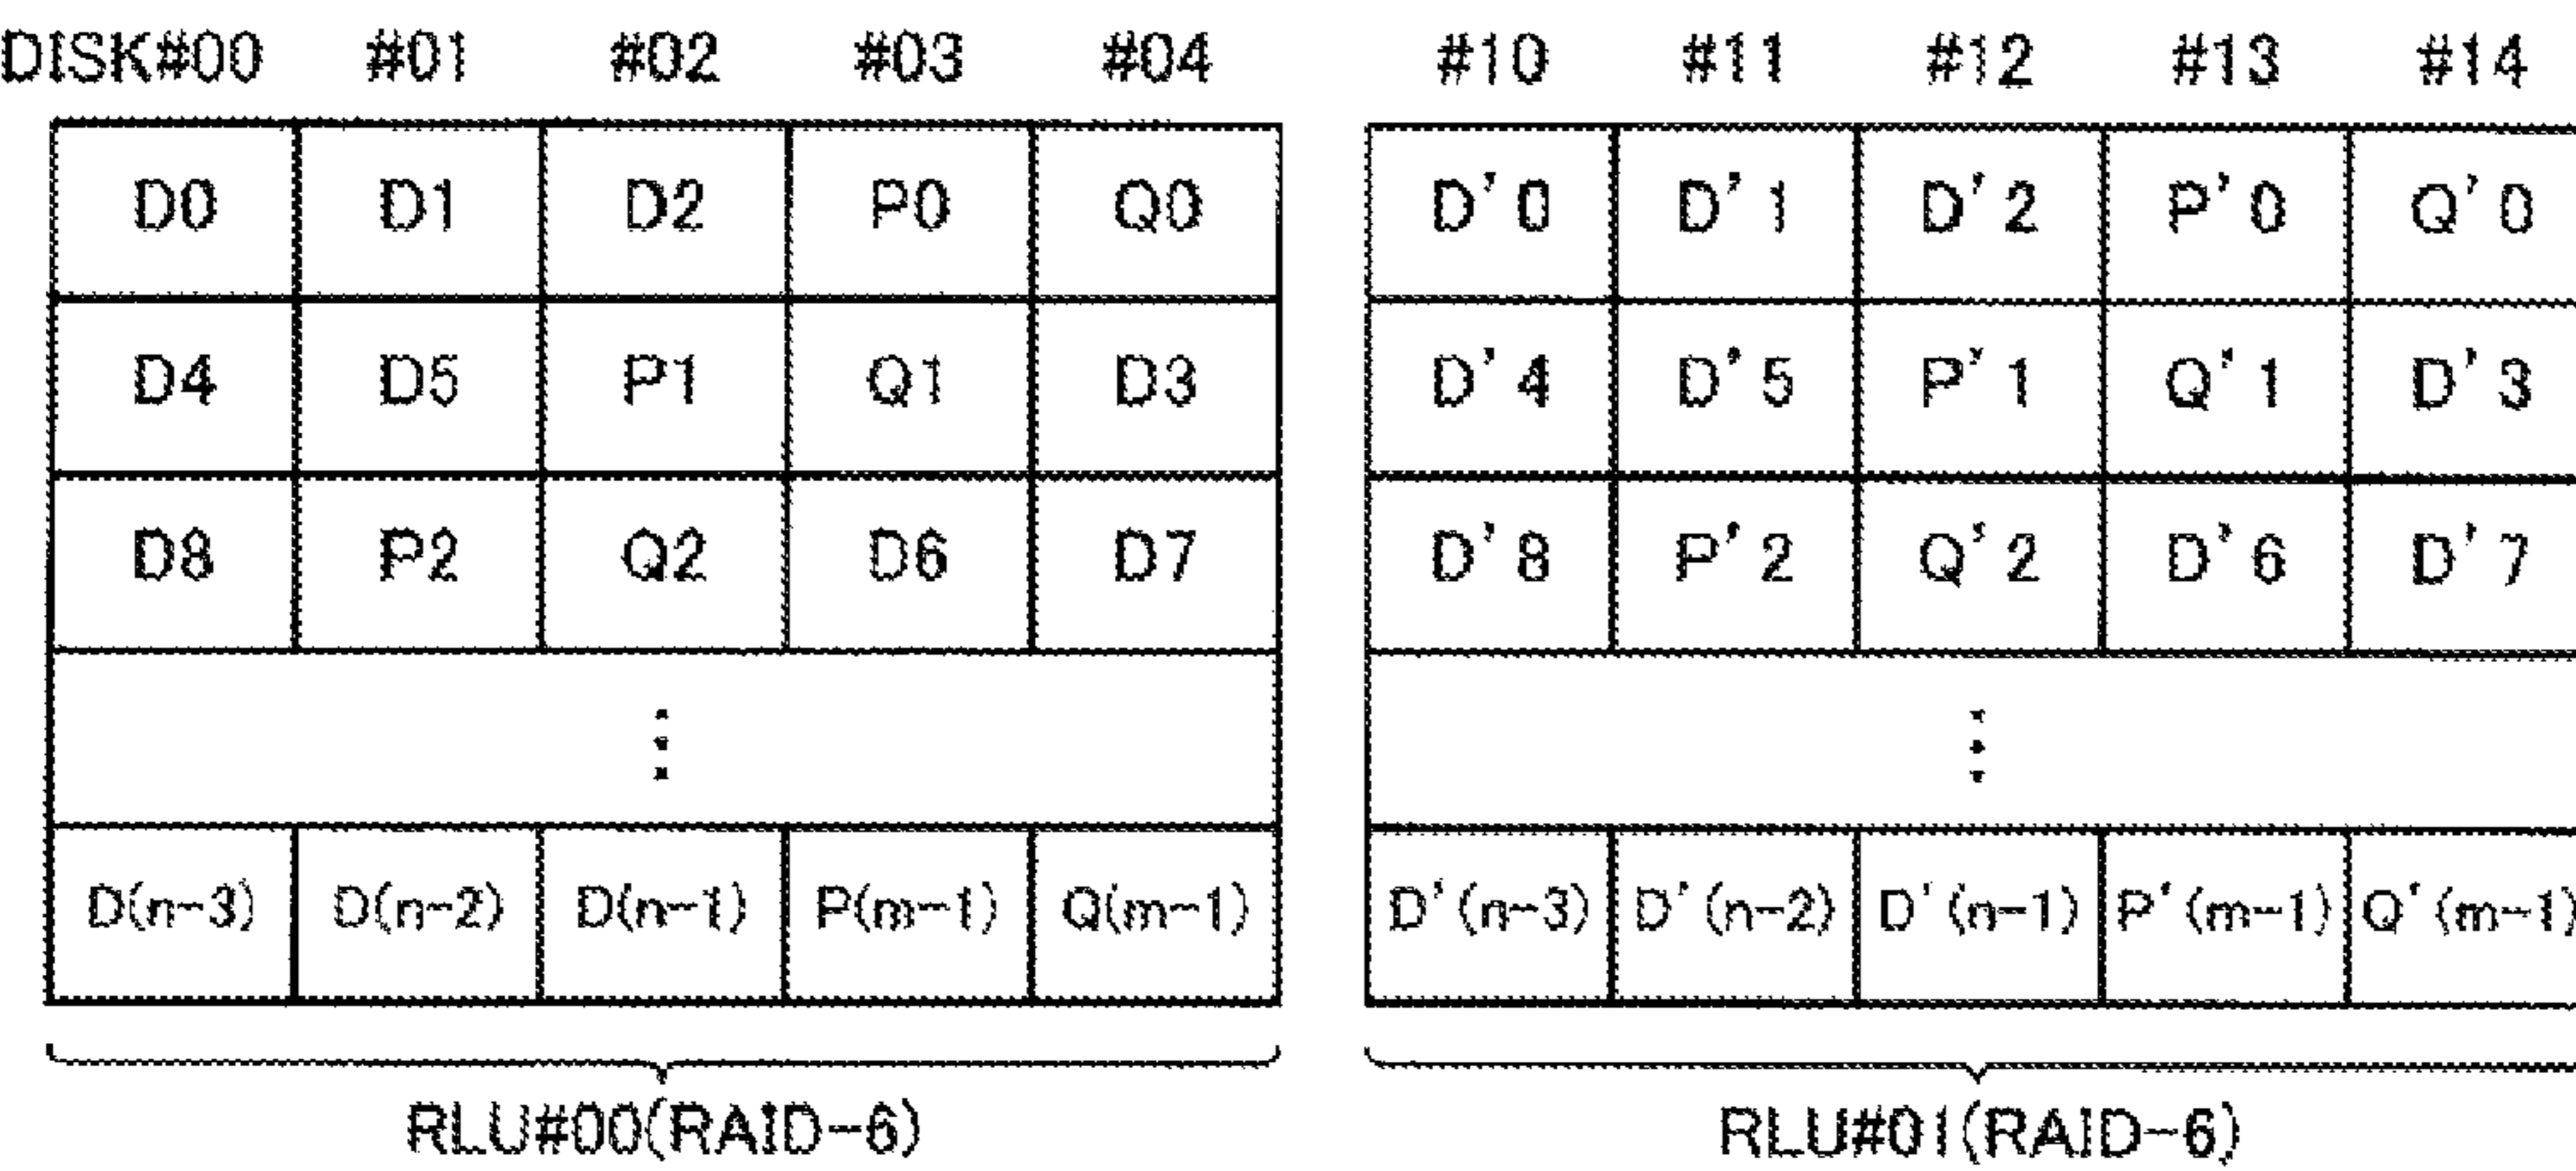 DISK#00 #01 #02 #03 #04 #10 #11 #12 #13 #14
D0 D1 D2 P0 Q0 D'0 D'1 D'2 P'0 Q'0
D4 D5 P1 Q1 D3 D'4 D'5 P'1 Q'1 D'3
D8 P2 Q2 D6 D7 D'8 P'2 Q'2 D'6 D'7
D(n-3) D(n-2) D(n-1) P(m-1) Q(m-1) D'(n-3) D'(n-2) D'(n-1) P'(m-1) Q'(m-1)
RLU#00(RAID-6) RLU#01(RAID-6)